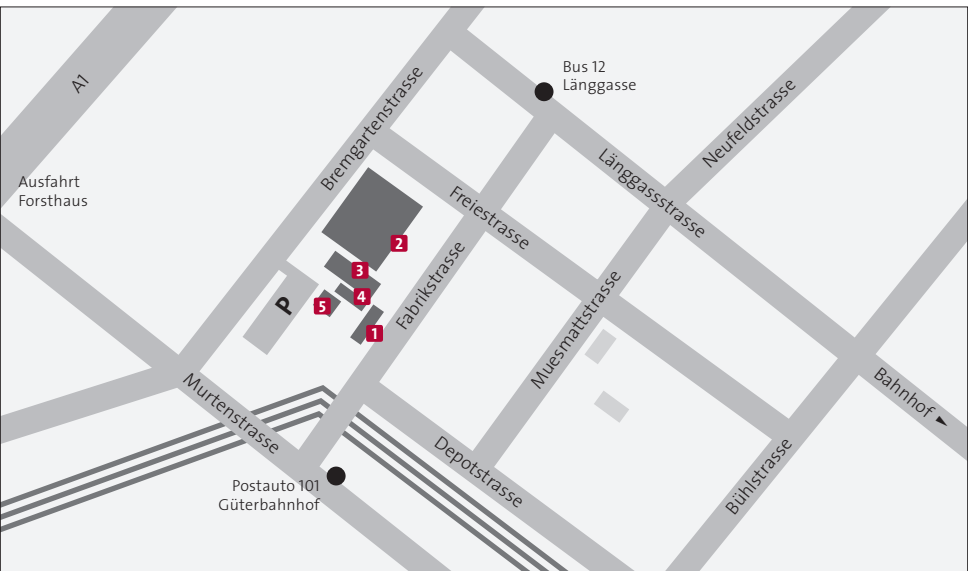 Bus 12
Länggasse
A1
Bremgartenstrasse
Neufeldstrasse
Ausfahrt
Forsthaus
Länggassstrasse
Freiestrasse
2
3
4
5
1
P
Fabrikstrasse
Muesmattstrasse
Murtenstrasse
Bahnhof
Depotstrasse
Bühlstrasse
Postauto 101
Güterbahnhof